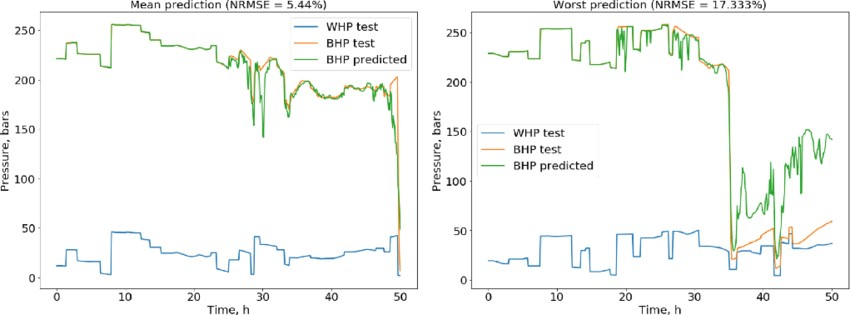 Mean prediction (NRMSE = 5.44%)
Pressure, bars
250
200
150
100
50
0
WHP test
BHP test
BHP predicted
0
10
20
30
40
50
Time, h
Worst prediction (NRMSE = 17.333%)
Pressure, bars
250
200
150
100
50
0
WHP test
BHP test
BHP predicted
0
10
20
30
40
50
Time, h